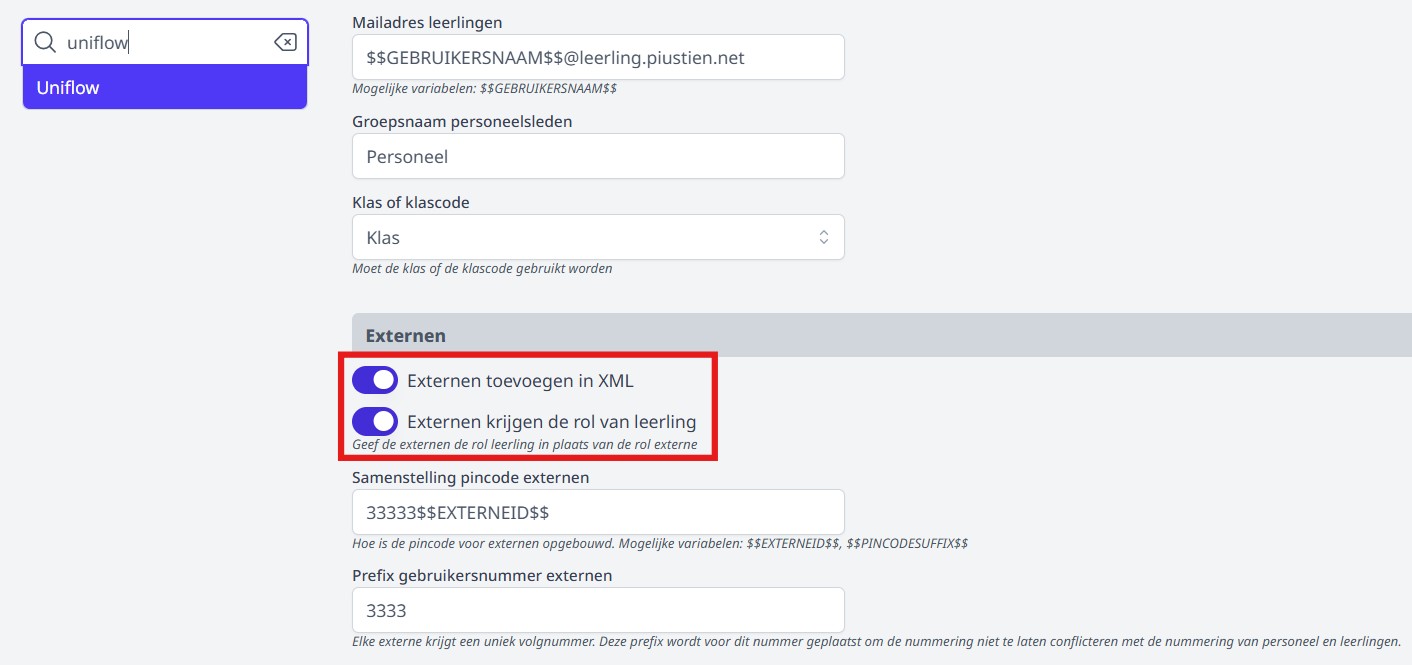 uniflow
Uniflow
Mailadres leerlingen
$$GEBRUIKERSNAAM$$@leerling.piustien.net
Mogelijke variabelen: $$GEBRUIKERSNAAM$$
Groepsnaam personeelsleden
Personeel
Klas of klascode
Klas
Moet de klas of de klascode gebruikt worden
Externen
Externen toevoegen in XML
Externen krijgen de rol van leerling
Geef de externen de rol leerling in plaats van de rol externe
Samenstelling pincode externen
33333$$EXTERNEID$$
Hoe is de pincode voor externen opgebouwd. Mogelijke variabelen: $$EXTERNEID$$, $$PINCODESUFFIX$$
Prefix gebruikersnummer externen
3333
Elke externe krijgt een uniek volgnummer. Deze prefix wordt voor dit nummer geplaatst om de nummering niet te laten conflicteren met de nummering van personeel en leerlingen.